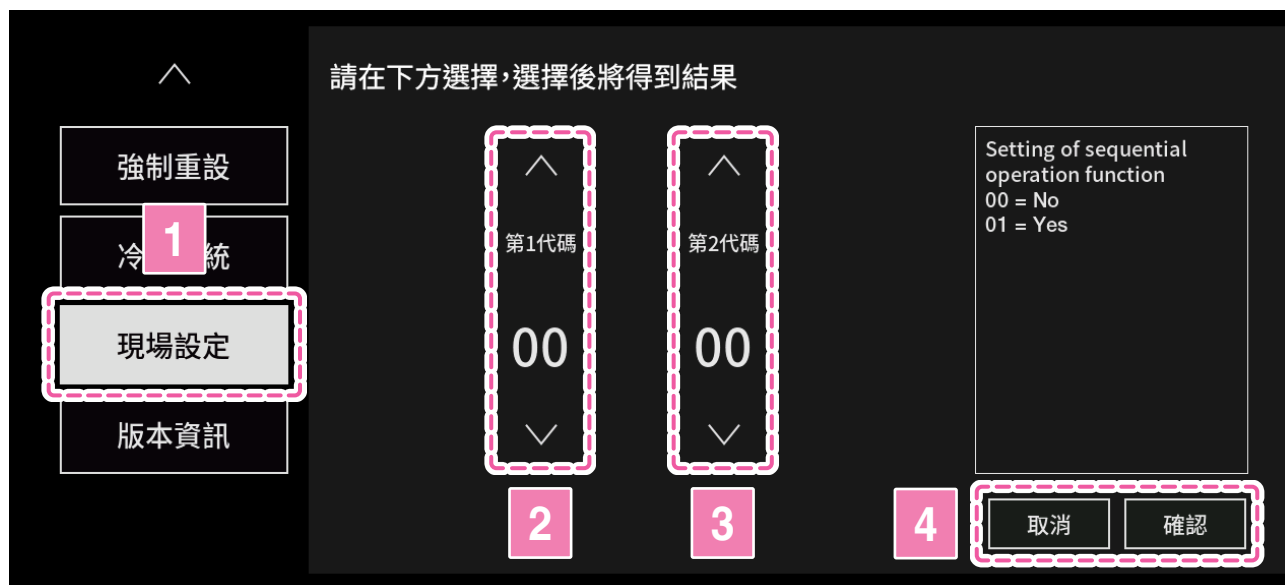 請在下方選擇，選擇後將得到結果
強制重設
1
冷 統
現場設定
版本資訊
第1代碼
00
2
第2代碼
00
3
Setting of sequential
operation function
00 = No
01 = Yes
4
取消
確認